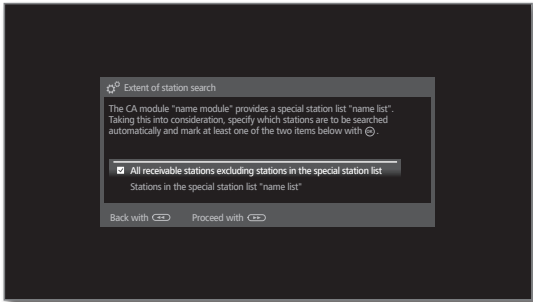 Extent of station search
The CA module "name module" provides a special station list "name list".
Taking this into consideration, specify which stations are to be searched
automatically and mark at least one of the two items below with OK.
All receivable stations excluding stations in the special station list
Stations in the special station list "name list"
Back with ◀◀ Proceed with ▶▶